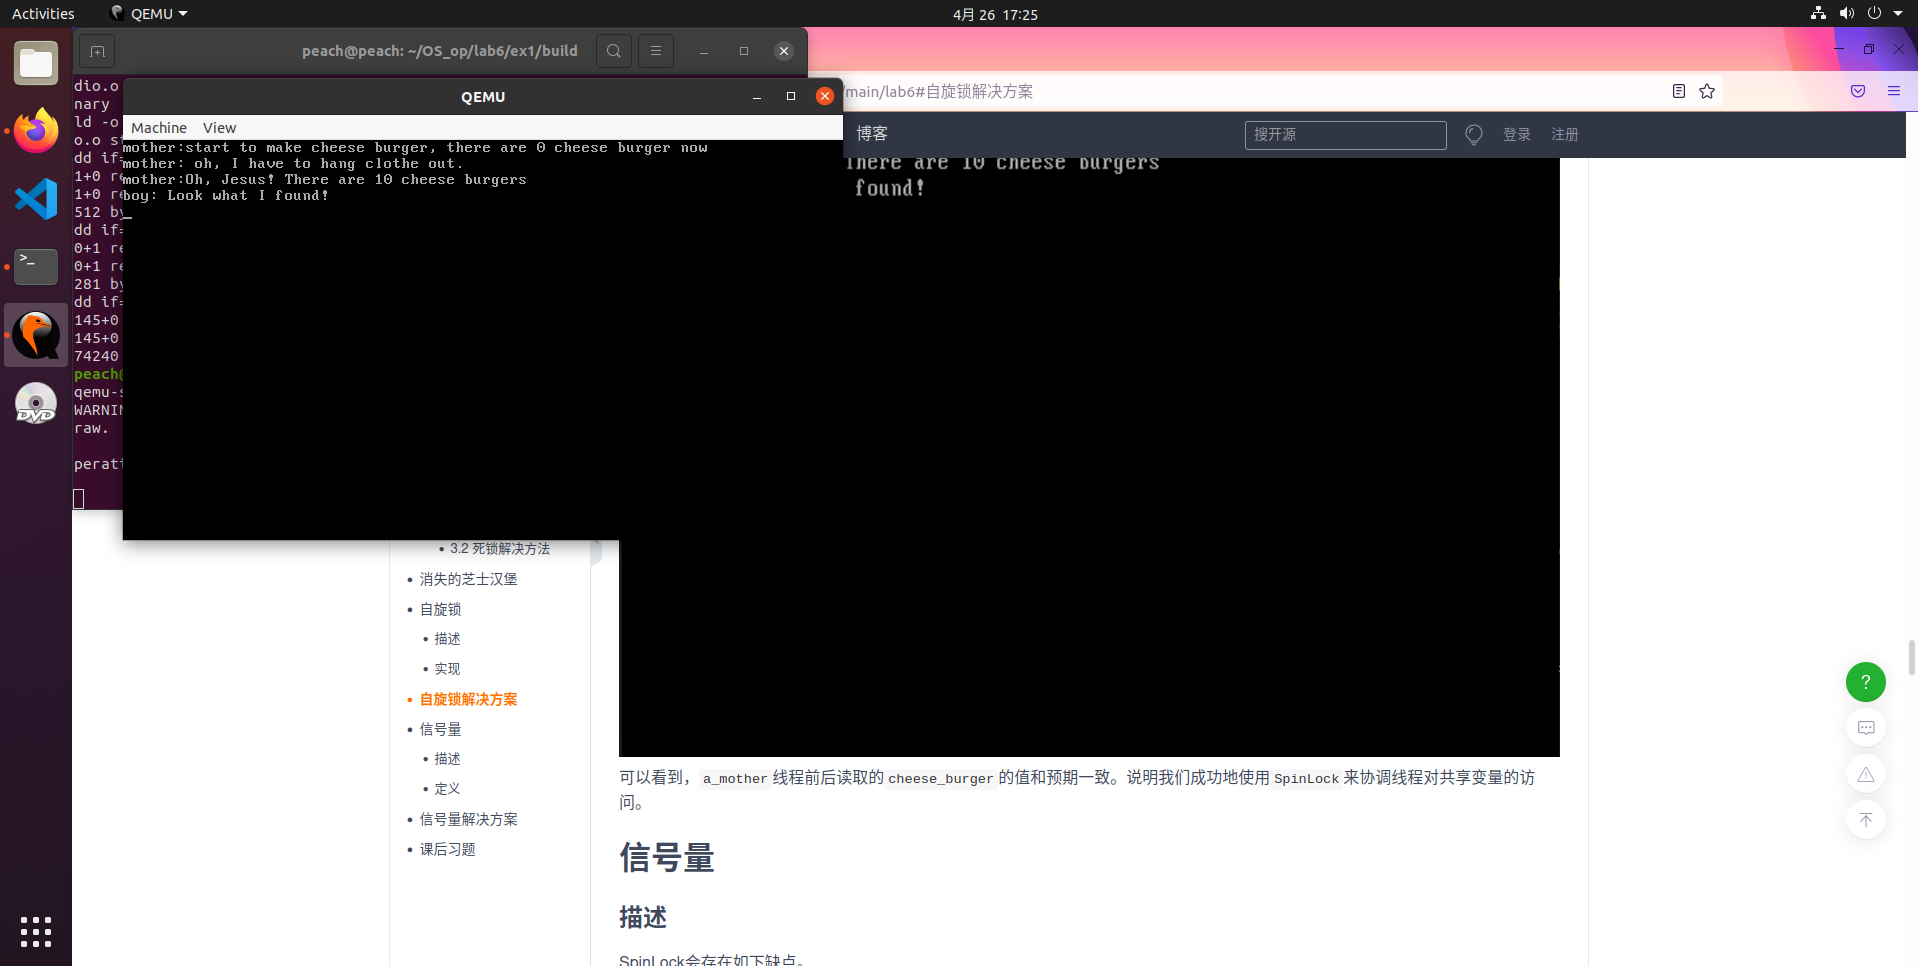 Activities
QEMU
4月 26 17:25
peach@peach: ~/OS_op/lab6/ex1/build
/main/lab6#自旋锁解决方案
博客
搜开源
登录
注册
dio.o
nary
ld -o
o.o st
dd if=
1+0 re
1+0 re
512 by
dd if=
0+1 re
0+1 re
281 by
dd if=
145+0
145+0
74240
peach@
qemu-s
WARNIN
raw.
perati
QEMU
Machine View
mother:start to make cheese burger, there are 0 cheese burger now
mother: oh, I have to hang clothe out.
mother:Oh, Jesus! There are 10 cheese burgers
boy: Look what I found!
There are 10 cheese burgers
found!
>_
DVD
• 3.2 死锁解决方法
• 消失的芝士汉堡
• 自旋锁
• 描述
• 实现
• 自旋锁解决方案
• 信号量
• 描述
• 定义
• 信号量解决方案
• 课后习题
可以看到， a_mother 线程前后读取的 cheese_burger 的值和预期一致。说明我们成功地使用 SpinLock 来协调线程对共享变量的访
问。
信号量
描述
SpinLock会存在如下缺点。
?